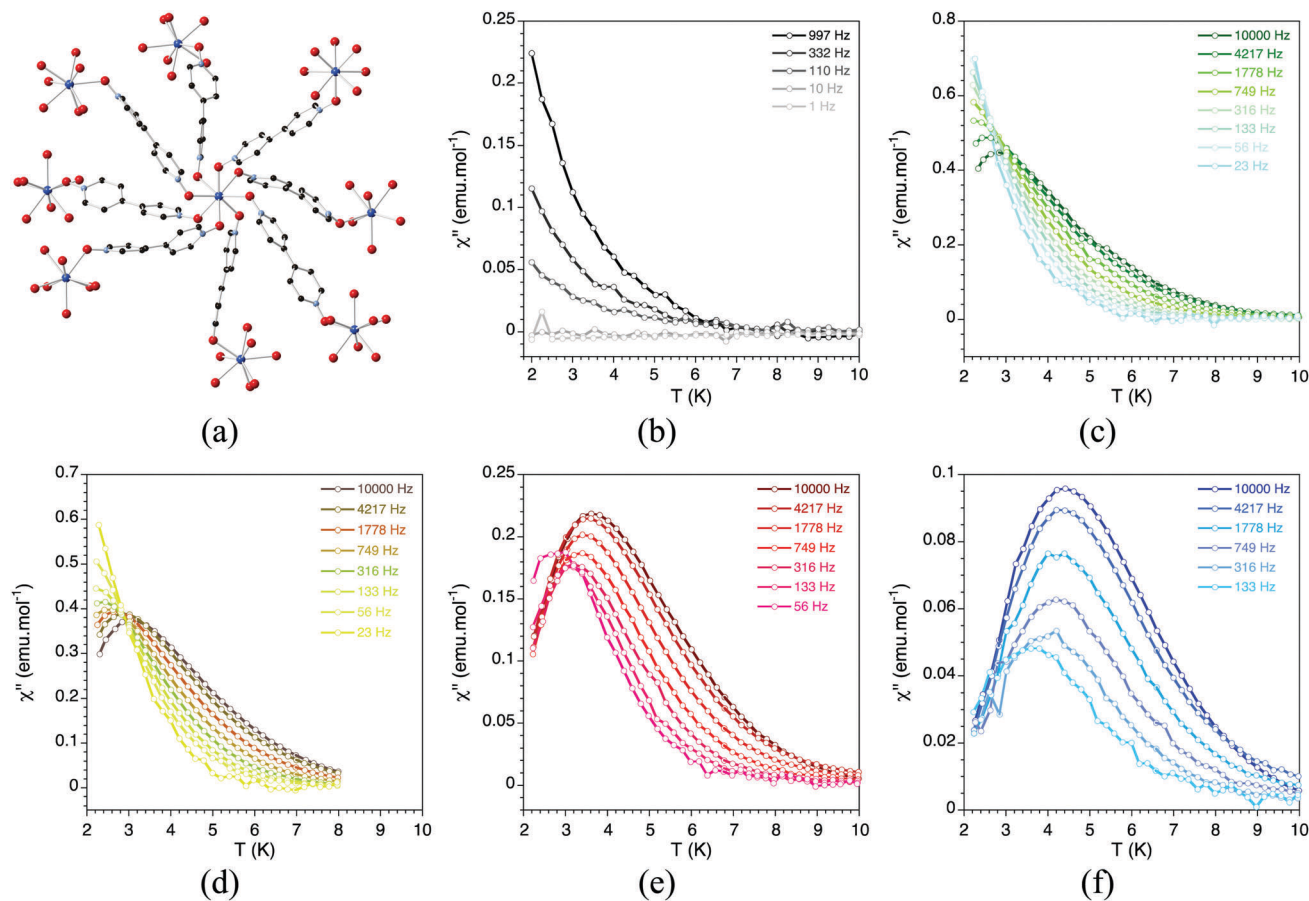 (a)
0.25
0.2
0.15
0.1
0.05
0
χ" (emu.mol⁻¹)
997 Hz
332 Hz
110 Hz
10 Hz
1 Hz
2 3 4 5 6 7 8 9 10
T (K)
(b)
0.8
0.6
0.4
0.2
0
χ" (emu.mol⁻¹)
10000 Hz
4217 Hz
1778 Hz
749 Hz
316 Hz
133 Hz
56 Hz
23 Hz
2 3 4 5 6 7 8 9 10
T (K)
(c)
0.7
0.6
0.5
0.4
0.3
0.2
0.1
0
χ" (emu.mol⁻¹)
10000 Hz
4217 Hz
1778 Hz
749 Hz
316 Hz
133 Hz
56 Hz
23 Hz
2 3 4 5 6 7 8 9 10
T (K)
(d)
0.25
0.2
0.15
0.1
0.05
0
χ" (emu.mol⁻¹)
10000 Hz
4217 Hz
1778 Hz
749 Hz
316 Hz
133 Hz
56 Hz
2 3 4 5 6 7 8 9 10
T (K)
(e)
0.1
0.08
0.06
0.04
0.02
0
χ" (emu.mol⁻¹)
10000 Hz
4217 Hz
1778 Hz
749 Hz
316 Hz
133 Hz
2 3 4 5 6 7 8 9 10
T (K)
(f)